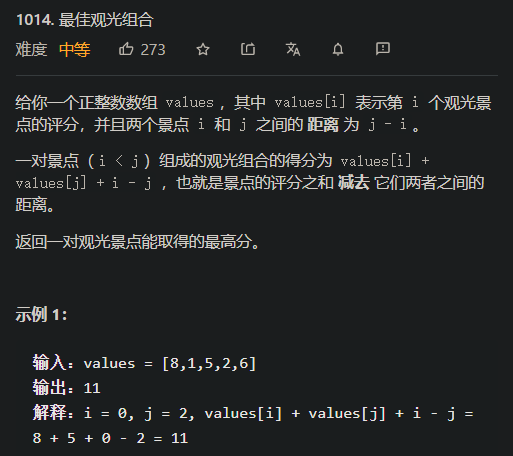 1014. 最佳观光组合
难度 中等 273
给你一个正整数数组 values ，其中 values[i] 表示第 i 个观光景
点的评分，并且两个景点 i 和 j 之间的 距离 为 j - i 。
一对景点（ i < j ）组成的观光组合的得分为 values[i] +
values[j] + i - j ，也就是景点的评分之和 减去 它们两者之间的
距离。
返回一对观光景点能取得的最高分。
示例 1：
输入：values = [8,1,5,2,6]
输出：11
解释：i = 0, j = 2, values[i] + values[j] + i - j =
8 + 5 + 0 - 2 = 11